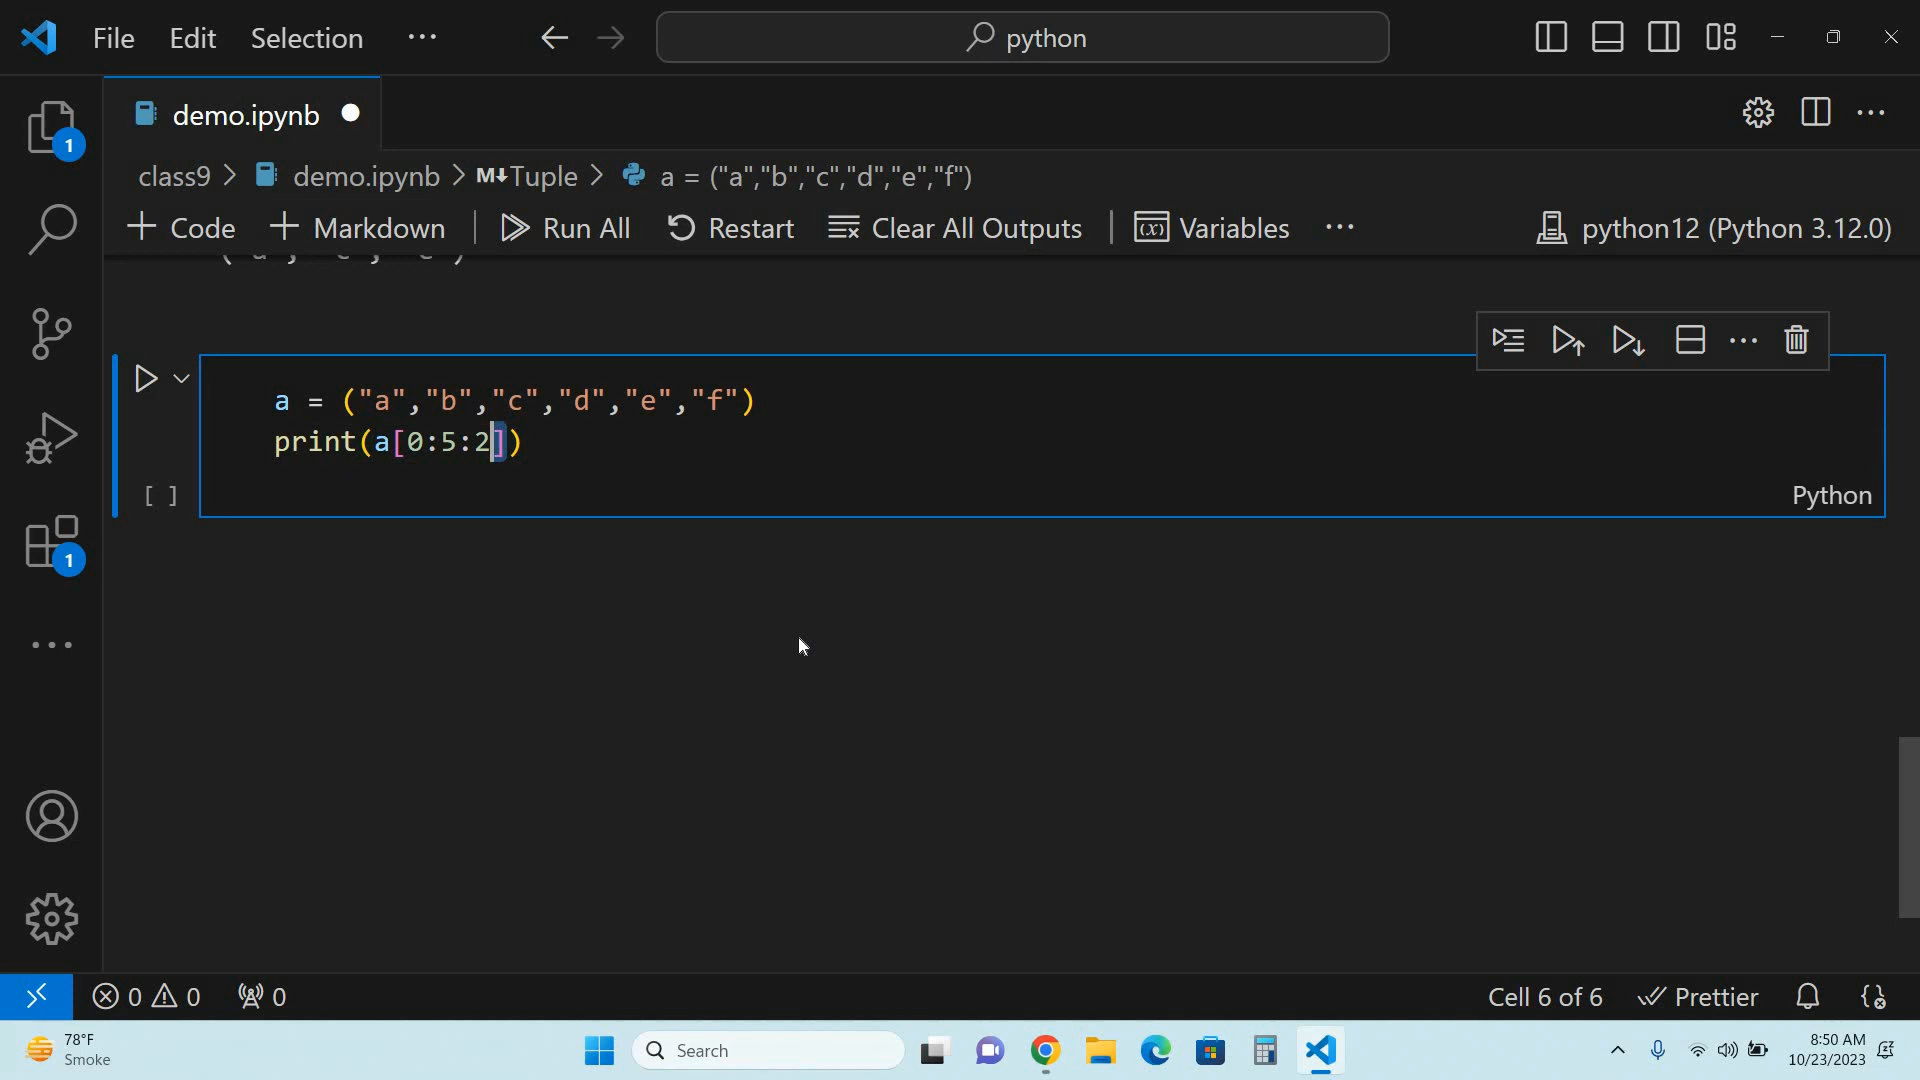 File Edit Selection ···
python
demo.ipynb
1
class9 > demo.ipynb > M↓Tuple > a = ("a","b","c","d","e","f")
+ Code + Markdown Run All Restart Clear All Outputs Variables ··· python12 (Python 3.12.0)
a = ("a","b","c","d","e","f")
print(a[0:5:2])
[ ]
Python
1
0 0 0
Cell 6 of 6 Prettier
78°F
Smoke
Search
8:50 AM
10/23/2023